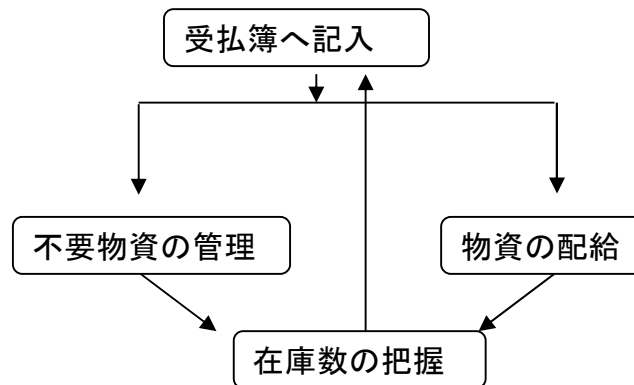 受払簿へ記入
不要物資の管理
物資の配給
在庫数の把握